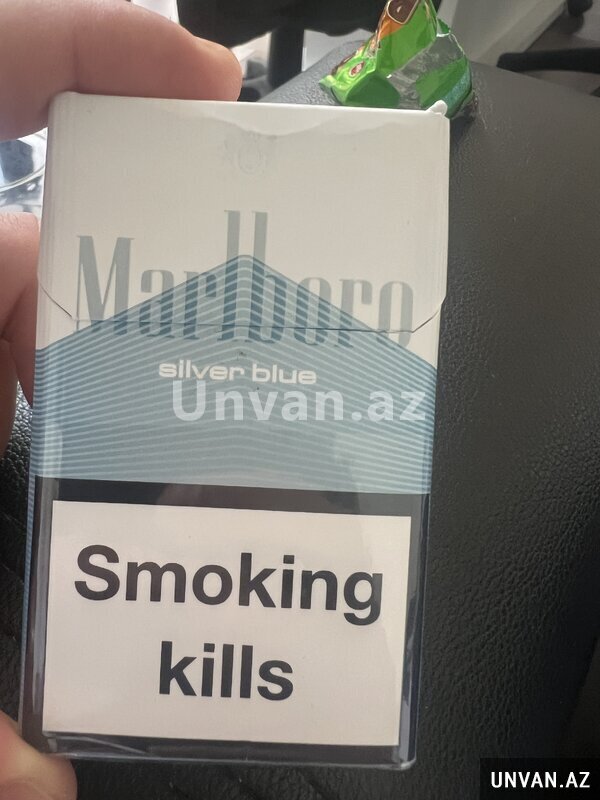 Marlboro
silver blue
Unvan.az
Smoking
kills
UNVAN.AZ